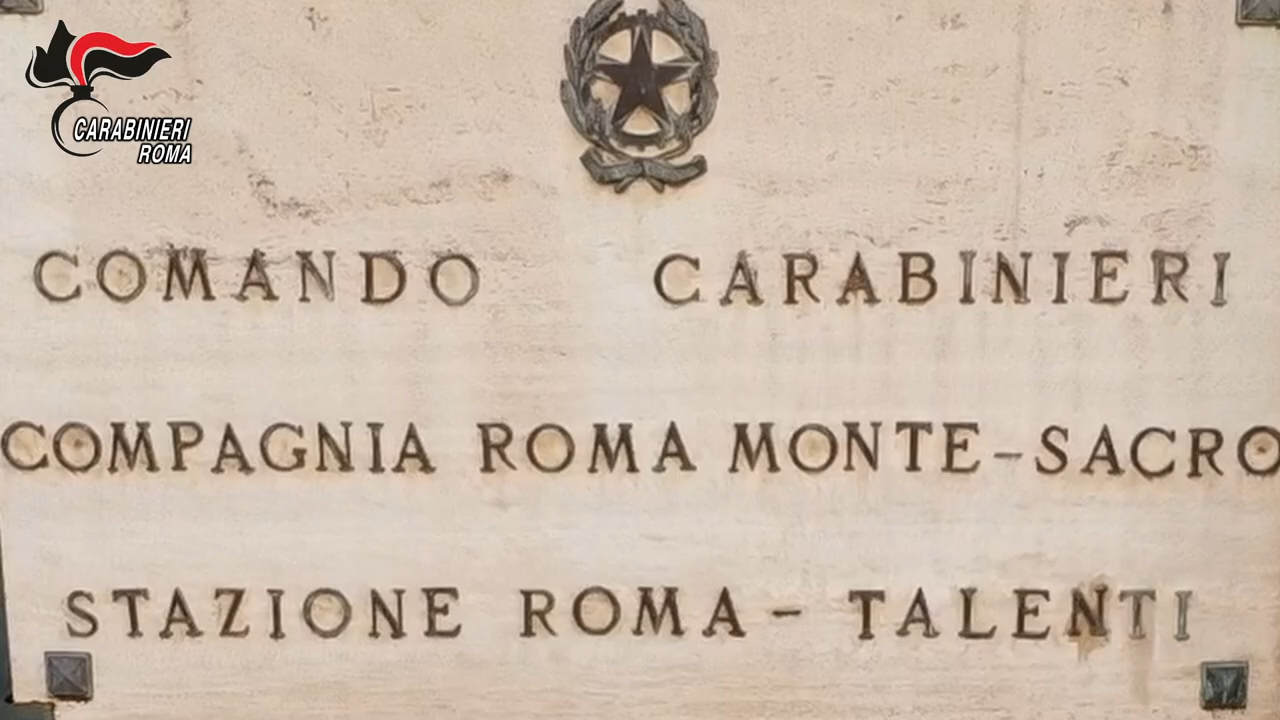 CARABINIERI
ROMA
COMANDO CARABINIERI
COMPAGNIA ROMA MONTE-SACRO
STAZIONE ROMA - TALENTI